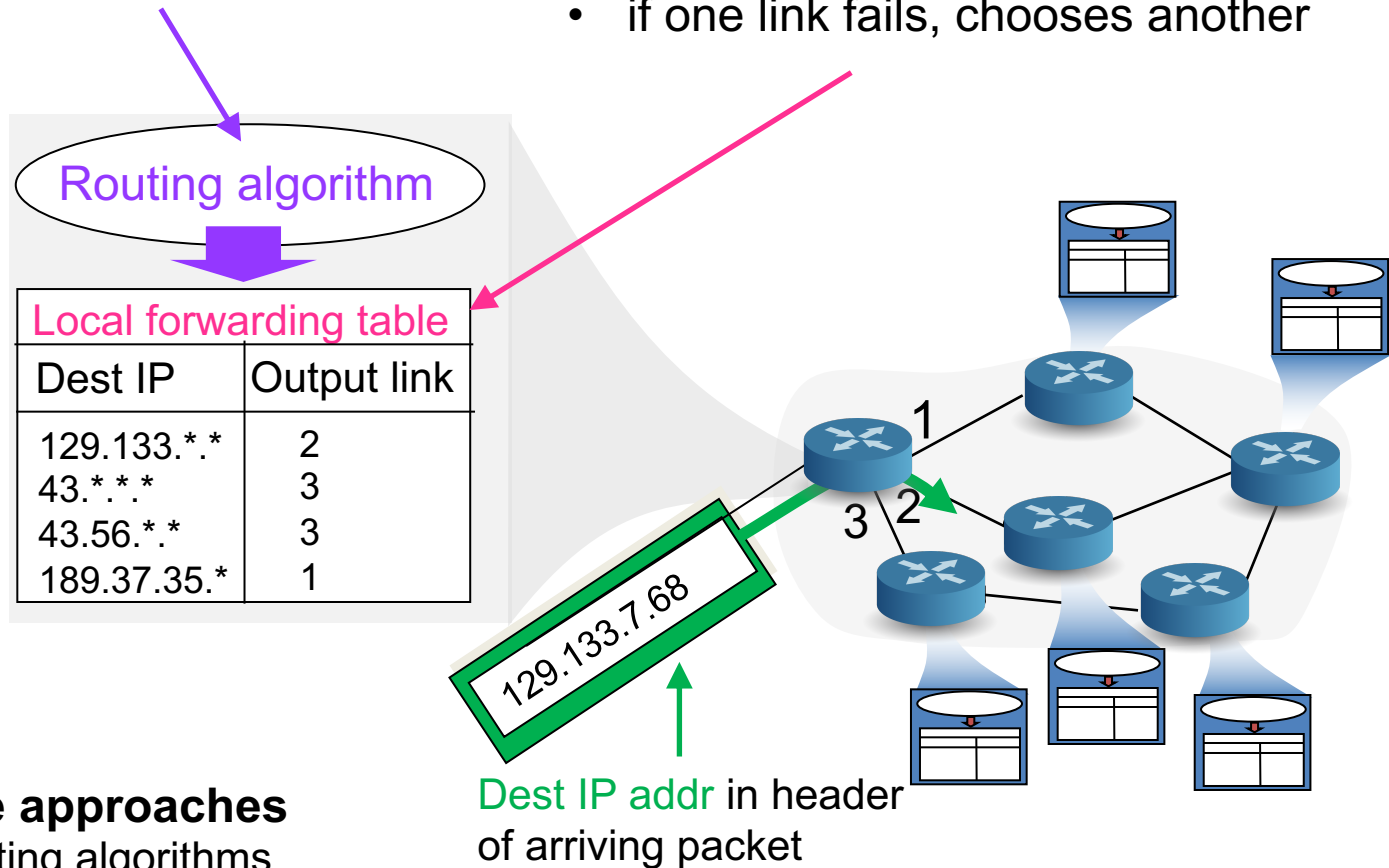 • if one link fails, chooses another
Routing algorithm
Local forwarding table
Dest IP Output link
129.133.*.* 2
43.*.*.* 3
43.56.*.* 3
189.37.35.* 1
1
2
3
129.133.7.68
Dest IP addr in header
of arriving packet
approaches
algorithms